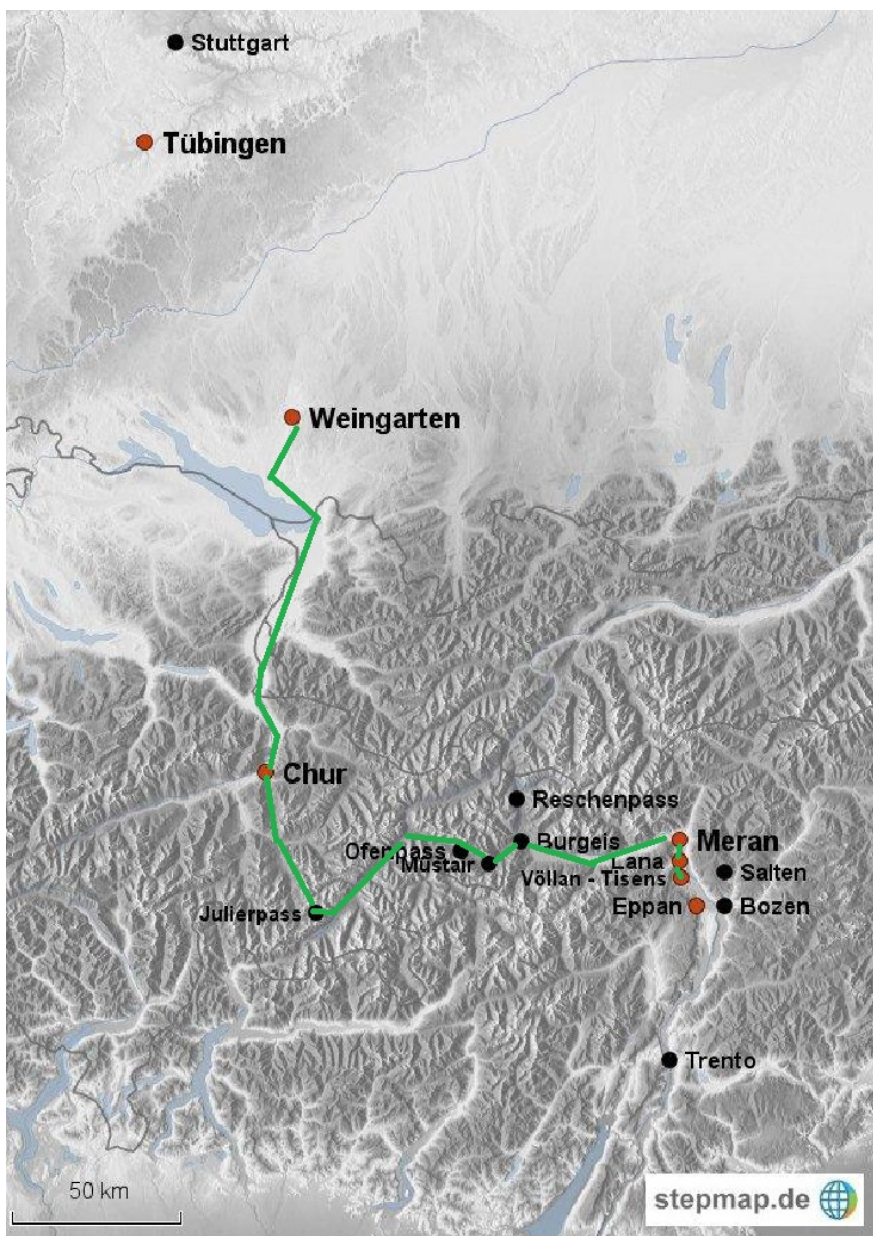 Stuttgart
Tübingen
Weingarten
Chur
Reschenpass
Burgeis
Meran
Ofenpass
Müstair
Lana
Völlan - Tisens
Salten
Julierpass
Eppan
Bozen
Trento
50 km
stepmap.de